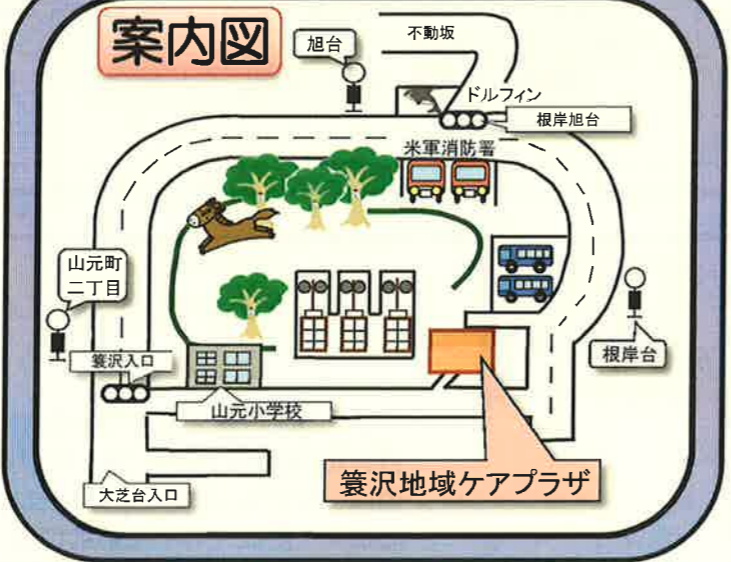 案内図
不動坂
旭台
ドルフィン
根岸旭台
米軍消防署
山元町
二丁目
根岸台
簑沢入口
山元小学校
簑沢地域ケアプラザ
大芝台入口